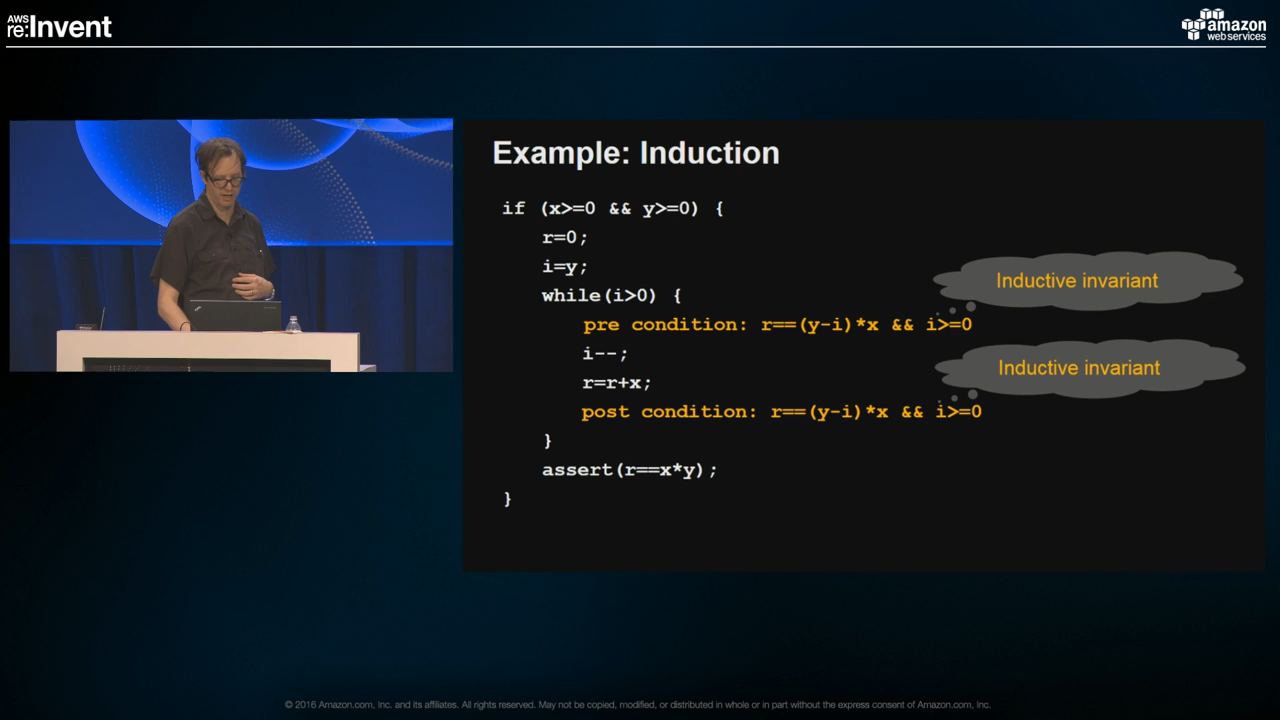 AWS
re:Invent
amazon
web services
Example: Induction
if (x>=0 && y>=0) {
r=0;
i=y;
while(i>0) {
Inductive invariant
pre condition: r==(y-i)*x && i>=0
i--;
Inductive invariant
r=r+x;
post condition: r==(y-i)*x && i>=0
}
assert(r==x*y);
}
© 2016 Amazon.com, Inc. and its affiliates. All rights reserved. May not be copied, modified, or distributed in whole or in part without the express consent of Amazon.com, Inc.